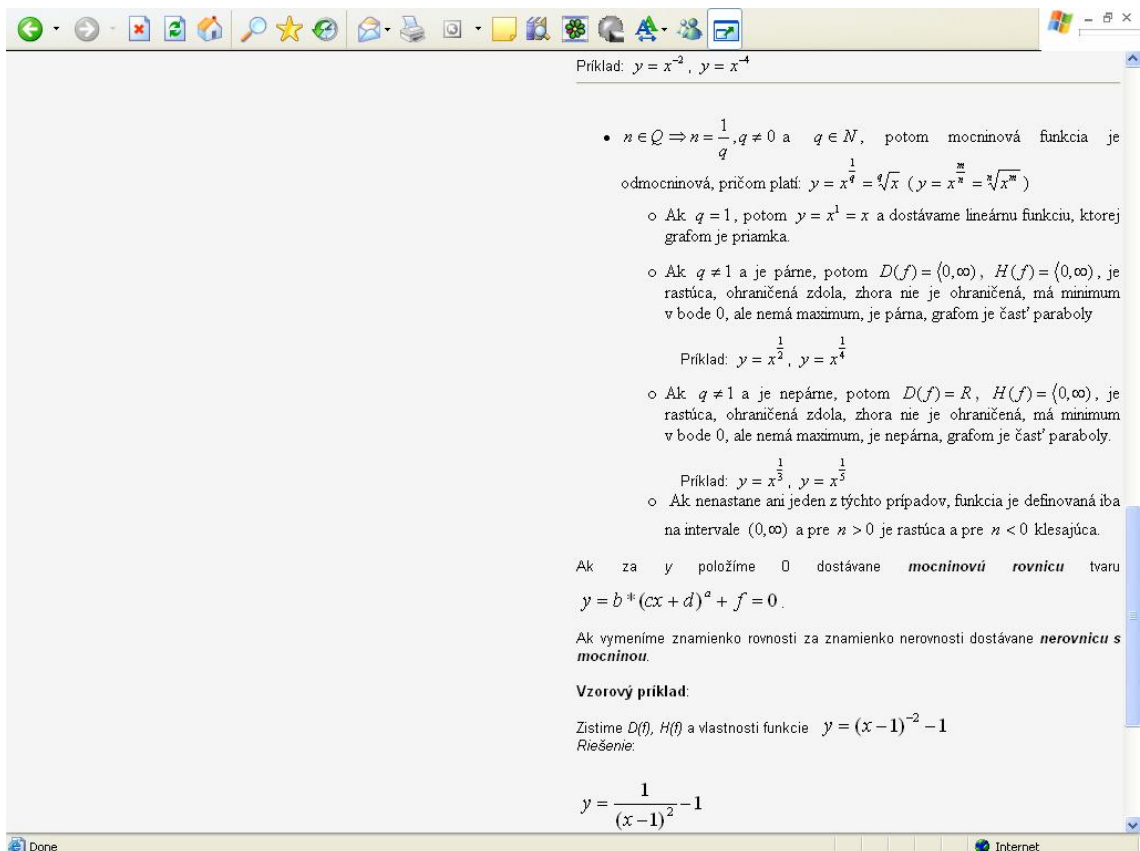 Príklad: y = x⁻² , y = x⁻⁴
• n ∈ Q ⇒ n = 1/q , q ≠ 0 a q ∈ N , potom mocninová funkcia je
odmocninová, pričom platí: y = x^(1/q) = ᑫ√x ( y = x^(m/n) = ⁿ√x^m )
o Ak q = 1 , potom y = x¹ = x a dostávame lineárnu funkciu, ktorej
grafom je priamka.
o Ak q ≠ 1 a je párne, potom D(f) = ⟨0,∞) , H(f) = ⟨0,∞) , je
rastúca, ohraničená zdola, zhora nie je ohraničená, má minimum
v bode 0, ale nemá maximum, je párna, grafom je časť paraboly
Príklad: y = x^(1/2) , y = x^(1/4)
o Ak q ≠ 1 a je nepárne, potom D(f) = R , H(f) = ⟨0,∞) , je
rastúca, ohraničená zdola, zhora nie je ohraničená, má minimum
v bode 0, ale nemá maximum, je nepárna, grafom je časť paraboly.
Príklad: y = x^(1/3) , y = x^(1/5)
o Ak nenastane ani jeden z týchto prípadov, funkcia je definovaná iba
na intervale (0,∞) a pre n > 0 je rastúca a pre n < 0 klesajúca.
Ak za y položíme 0 dostávane mocninovú rovnicu tvaru
y = b * (cx + d)^a + f = 0 .
Ak vymeníme znamienko rovnosti za znamienko nerovnosti dostávane nerovnicu s
mocninou.
Vzorový príklad:
Zistime D(f), H(f) a vlastnosti funkcie y = (x − 1)⁻² − 1
Riešenie:
y = 1/(x − 1)² − 1
Done
Internet